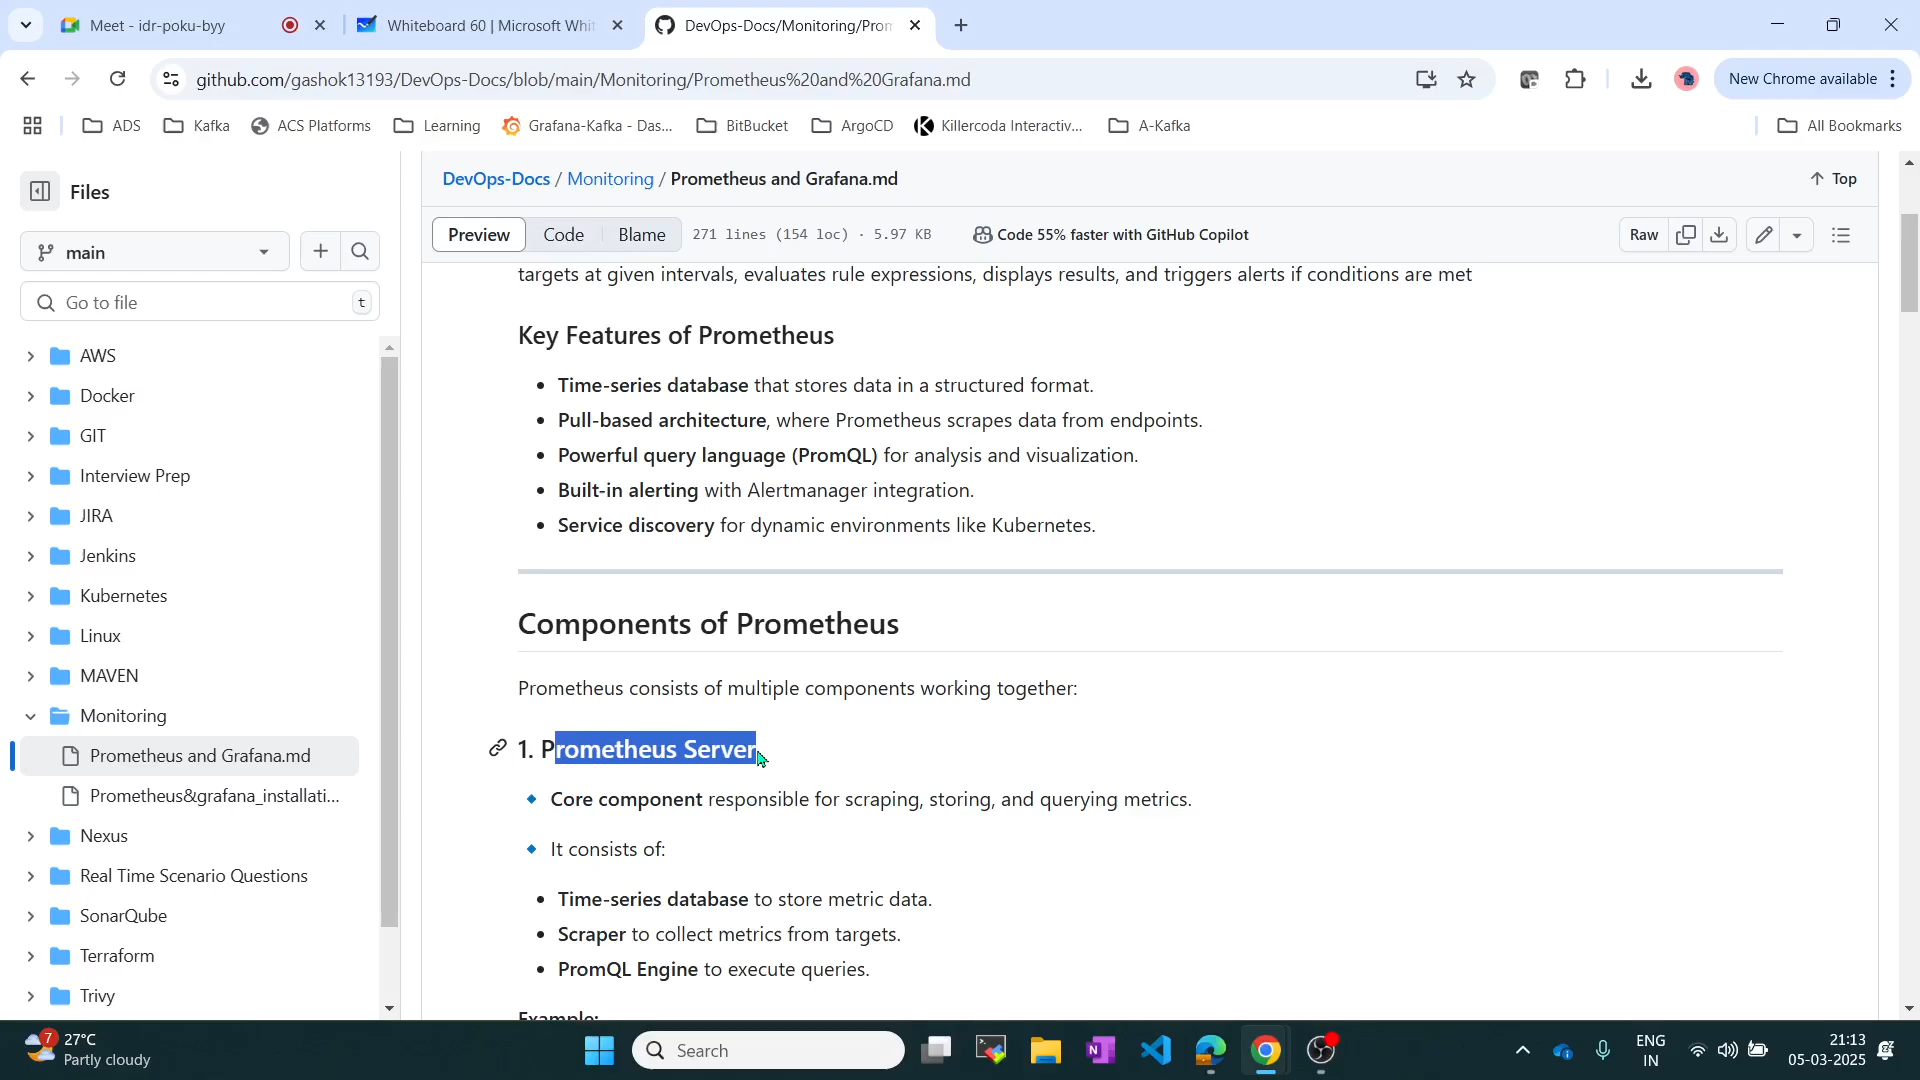 Meet - idr-poku-byy
Whiteboard 60 | Microsoft Whit
DevOps-Docs/Monitoring/Prom
github.com/gashok13193/DevOps-Docs/blob/main/Monitoring/Prometheus%20and%20Grafana.md
New Chrome available
ADS
Kafka
ACS Platforms
Learning
Grafana-Kafka - Das...
BitBucket
ArgoCD
Killercoda Interactiv...
A-Kafka
All Bookmarks
Files
main
Go to file
t
AWS
Docker
GIT
Interview Prep
JIRA
Jenkins
Kubernetes
Linux
MAVEN
Monitoring
Prometheus and Grafana.md
Prometheus&grafana_installati...
Nexus
Real Time Scenario Questions
SonarQube
Terraform
Trivy
DevOps-Docs / Monitoring / Prometheus and Grafana.md
Top
Preview
Code
Blame
271 lines (154 loc) · 5.97 KB
Code 55% faster with GitHub Copilot
Raw
targets at given intervals, evaluates rule expressions, displays results, and triggers alerts if conditions are met
Key Features of Prometheus
• Time-series database that stores data in a structured format.
• Pull-based architecture, where Prometheus scrapes data from endpoints.
• Powerful query language (PromQL) for analysis and visualization.
• Built-in alerting with Alertmanager integration.
• Service discovery for dynamic environments like Kubernetes.
Components of Prometheus
Prometheus consists of multiple components working together:
1. Prometheus Server
🔹 Core component responsible for scraping, storing, and querying metrics.
🔹 It consists of:
• Time-series database to store metric data.
• Scraper to collect metrics from targets.
• PromQL Engine to execute queries.
Example:
7
27°C
Partly cloudy
Search
ENG
IN
21:13
05-03-2025